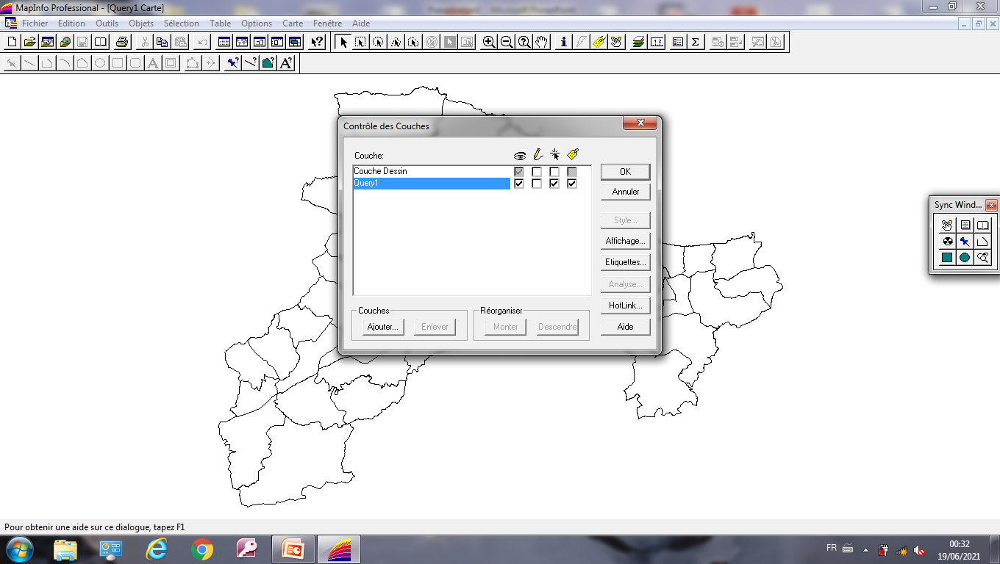 MapInfo Professional - [Query1 Carte]
Fichier Edition Outils Objets Sélection Table Options Carte Fenêtre Aide
Contrôle des Couches
Couche:
Couche Dessin
Query1
OK
Annuler
Style...
Affichage...
Etiquettes...
Analyse...
HotLink...
Aide
Couches
Ajouter... Enlever
Réorganiser
Monter Descendre
Sync Wind...
Pour obtenir une aide sur ce dialogue, tapez F1
FR
00:32
19/06/2021